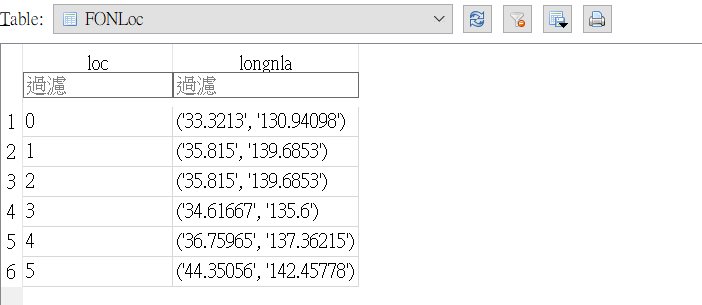 Table: FONLoc
loc longnla
過濾 過濾
1 0 ('33.3213', '130.94098')
2 1 ('35.815', '139.6853')
3 2 ('35.815', '139.6853')
4 3 ('34.61667', '135.6')
5 4 ('36.75965', '137.36215')
6 5 ('44.35056', '142.45778')